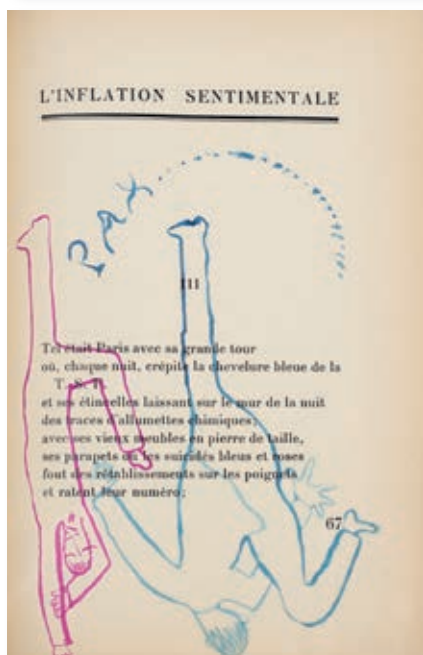 L'INFLATION SENTIMENTALE
PAX
III
Tel était Paris avec sa grande tour
où, chaque nuit, crépite la chevelure bleue de la
T. S. F.
et ses étincelles laissant sur le mur de la nuit
des traces d'allumettes chimiques;
avec ses vieux meubles en pierre de taille,
ses parapets où les suicidés bleus et roses
font des rétablissements sur les poignets
et ratent leur numéro;
67